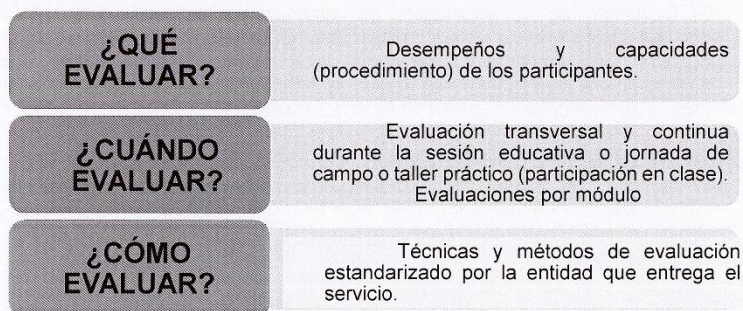 ¿QUÉ
EVALUAR?
Desempeños y capacidades
(procedimiento) de los participantes.
¿CUÁNDO
EVALUAR?
Evaluación transversal y continua
durante la sesión educativa o jornada de
campo o taller práctico (participación en clase).
Evaluaciones por módulo
¿CÓMO
EVALUAR?
Técnicas y métodos de evaluación
estandarizado por la entidad que entrega el
servicio.